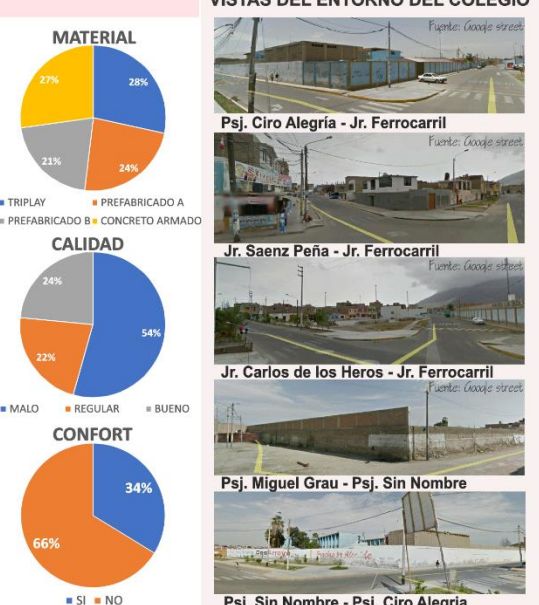 VISTAS DEL ENTORNO DEL COLEGIO
MATERIAL
27%
28%
21%
24%
TRIPLAY
PREFABRICADO A
PREFABRICADO B
CONCRETO ARMADO
CALIDAD
24%
54%
22%
MALO
REGULAR
BUENO
CONFORT
34%
66%
SI
NO
Fuente: Google street
Psj. Ciro Alegría - Jr. Ferrocarril
Fuente: Google street
Jr. Saenz Peña - Jr. Ferrocarril
Fuente: Google street
Jr. Carlos de los Heros - Jr. Ferrocarril
Fuente: Google street
Psj. Miguel Grau - Psj. Sin Nombre
Psj. Sin Nombre - Psj. Ciro Alegria